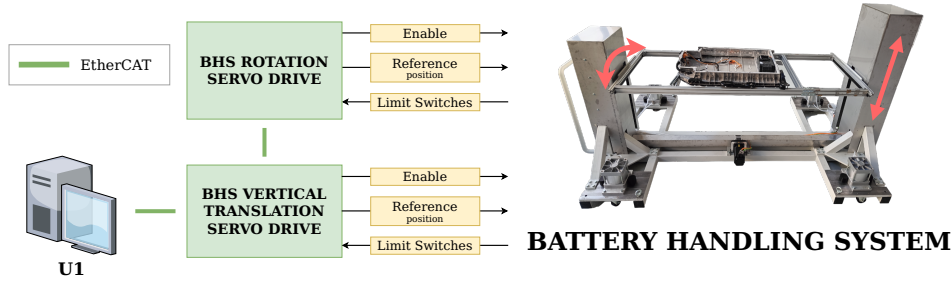 EtherCAT
BHS ROTATION
SERVO DRIVE
Enable
Reference
position
Limit Switches
BHS VERTICAL
TRANSLATION
SERVO DRIVE
Enable
Reference
position
Limit Switches
U1
BATTERY HANDLING SYSTEM